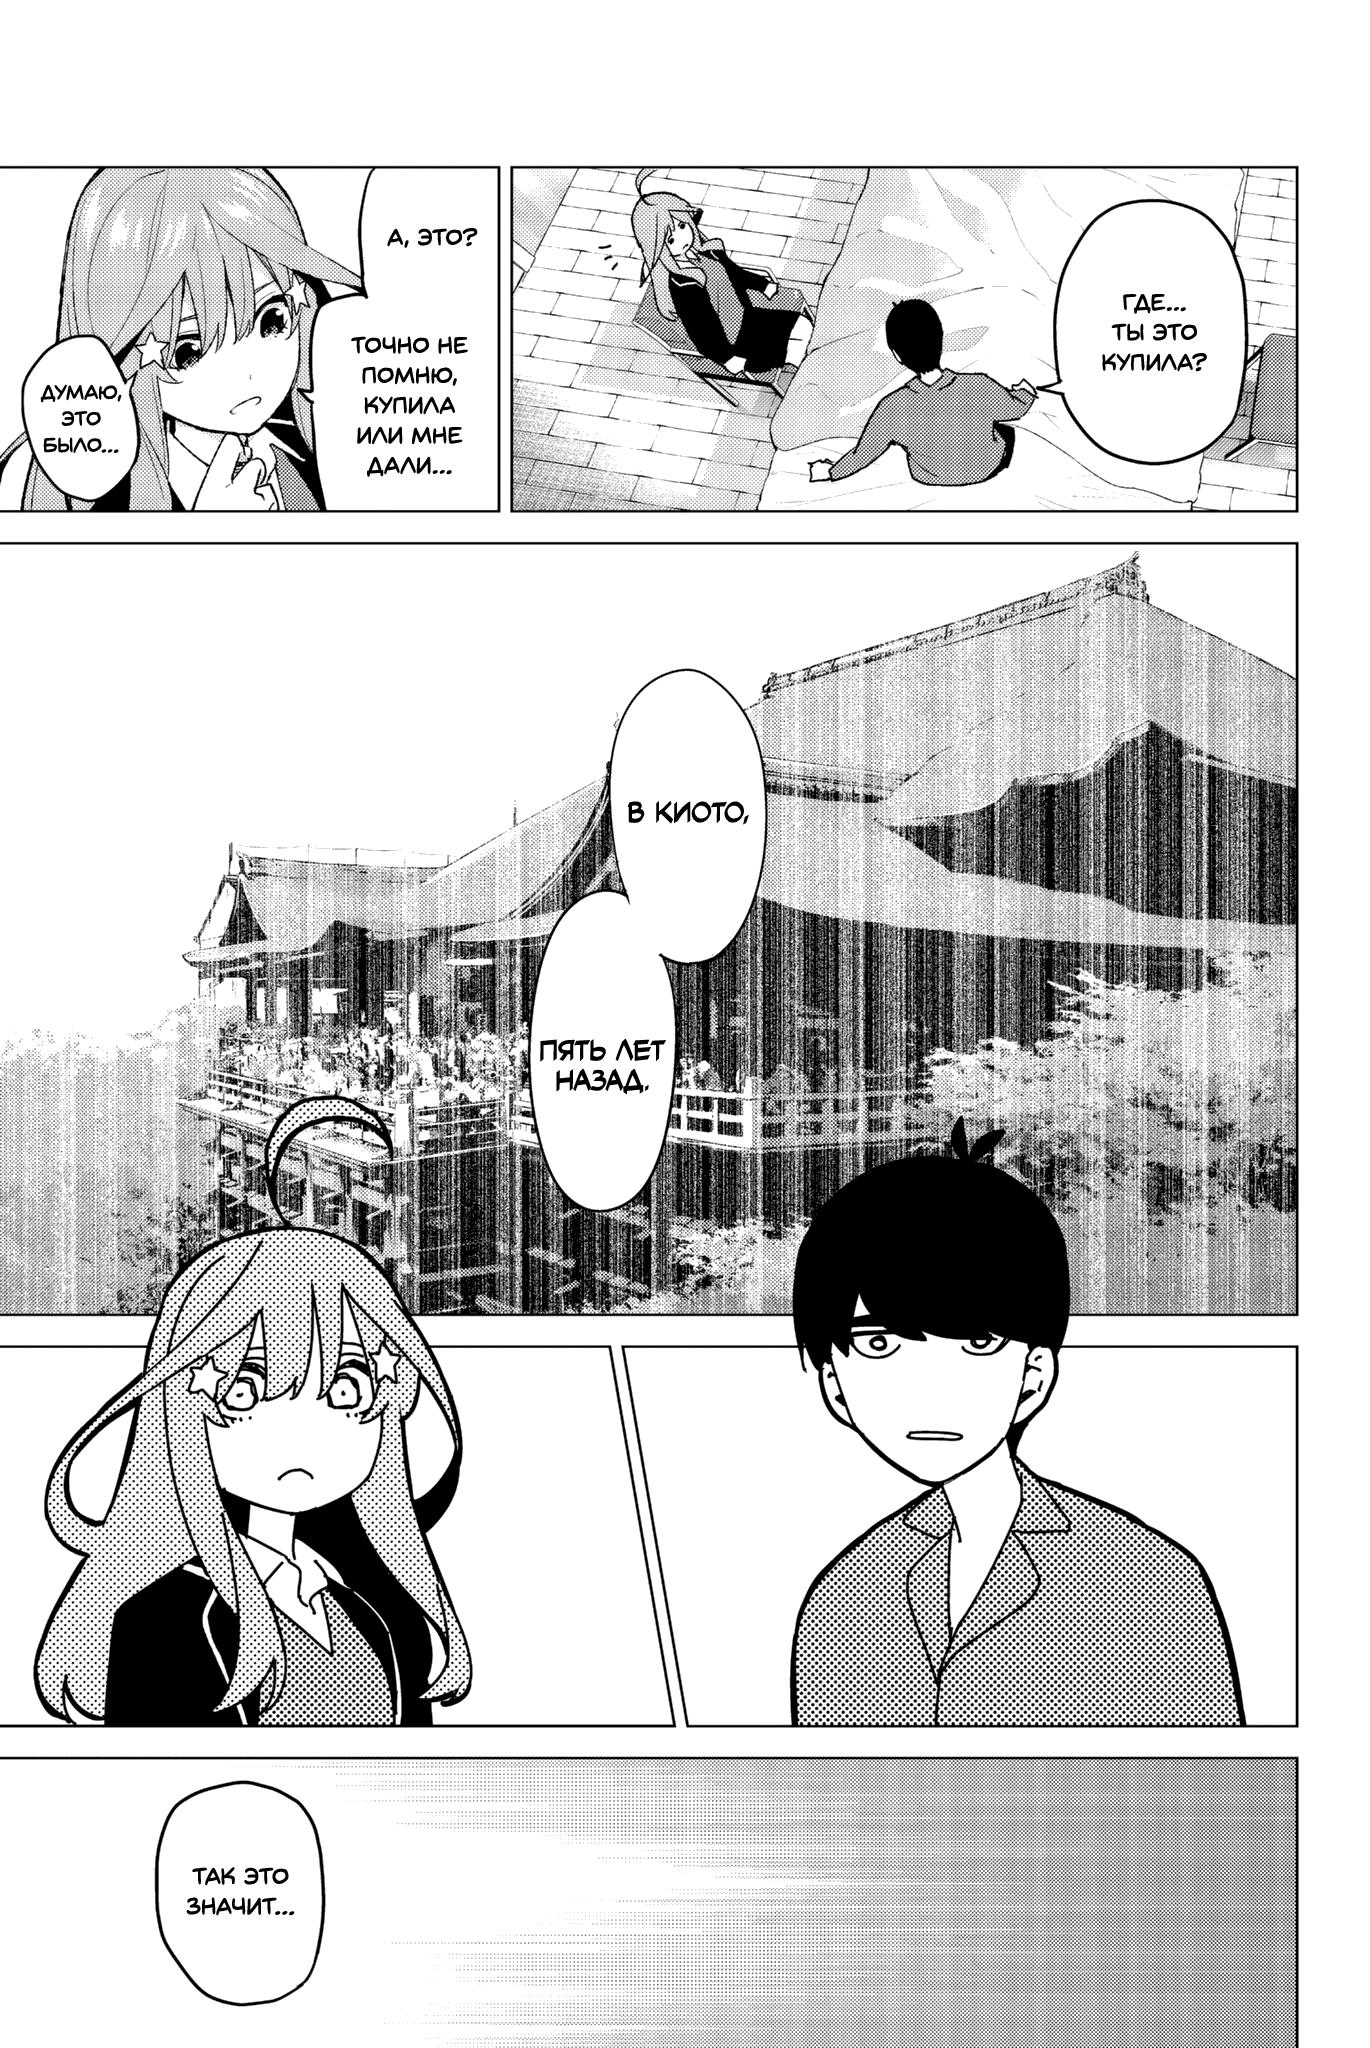 ГДЕ...
ТЫ ЭТО
КУПИЛА?
А, ЭТО?
ТОЧНО НЕ
ПОМНЮ,
КУПИЛА
ИЛИ МНЕ
ДАЛИ...
ДУМАЮ,
ЭТО
БЫЛО...
В КИОТО,
ПЯТЬ ЛЕТ
НАЗАД.
ТАК ЭТО
ЗНАЧИТ...